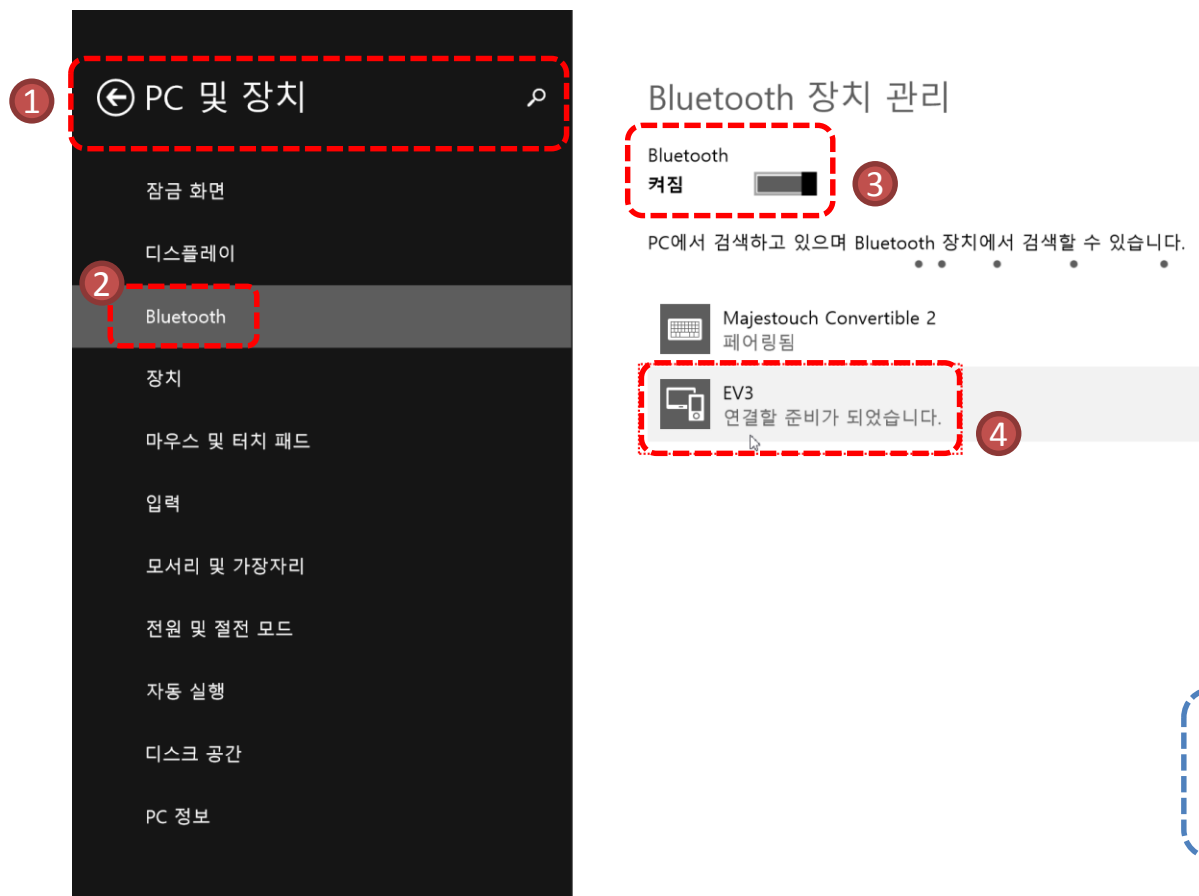 1
PC 및 장치
2
잠금 화면
디스플레이
Bluetooth
장치
마우스 및 터치 패드
입력
모서리 및 가장자리
전원 및 절전 모드
자동 실행
디스크 공간
PC 정보
Bluetooth 장치 관리
Bluetooth
켜짐
3
PC에서 검색하고 있으며 Bluetooth 장치에서 검색할 수 있습니다.
Majestouch Convertible 2
페어링됨
EV3
연결할 준비가 되었습니다.
4